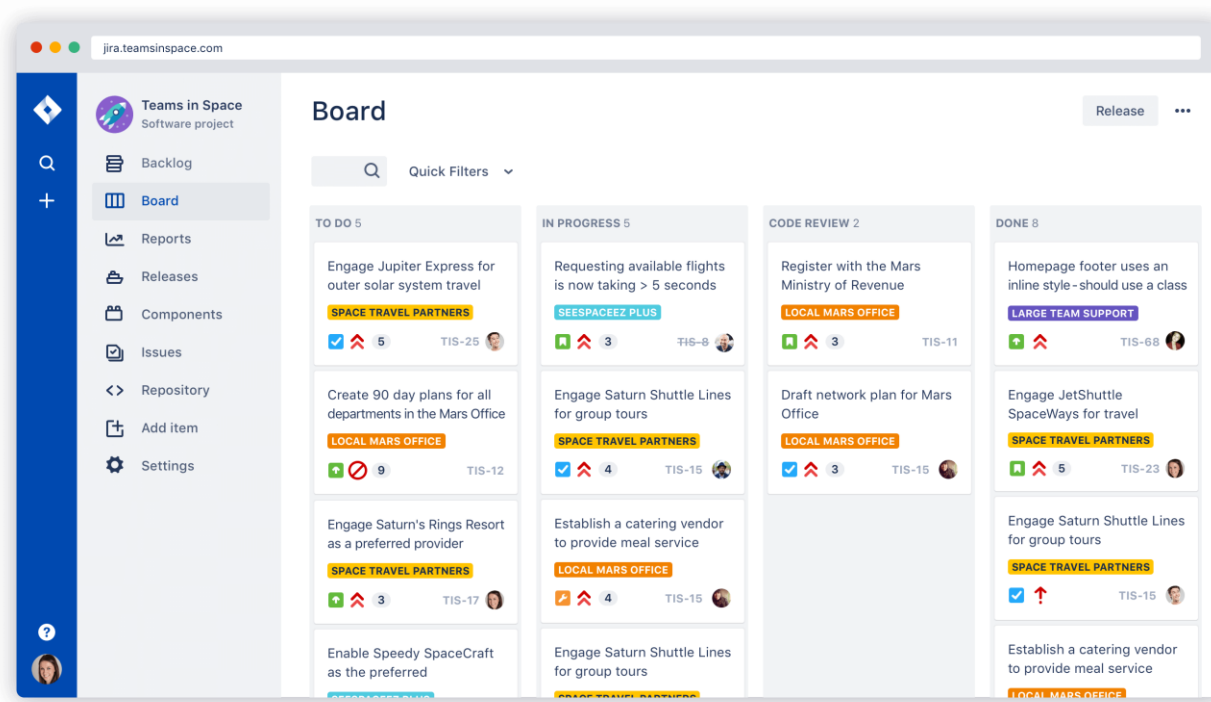 jira.teamsinspace.com
Teams in Space
Software project
Backlog
Board
Reports
Releases
Components
Issues
Repository
Add item
Settings
?
Board
Release
Quick Filters
TO DO 5
Engage Jupiter Express for
outer solar system travel
SPACE TRAVEL PARTNERS
5
TIS-25
Create 90 day plans for all
departments in the Mars Office
LOCAL MARS OFFICE
9
TIS-12
Engage Saturn's Rings Resort
as a preferred provider
SPACE TRAVEL PARTNERS
3
TIS-17
Enable Speedy SpaceCraft
as the preferred
SEESPACEEZ PLUS
IN PROGRESS 5
Requesting available flights
is now taking > 5 seconds
SEESPACEEZ PLUS
3
TIS-8
Engage Saturn Shuttle Lines
for group tours
SPACE TRAVEL PARTNERS
4
TIS-15
Establish a catering vendor
to provide meal service
LOCAL MARS OFFICE
4
TIS-15
Engage Saturn Shuttle Lines
for group tours
SPACE TRAVEL PARTNERS
CODE REVIEW 2
Register with the Mars
Ministry of Revenue
LOCAL MARS OFFICE
3
TIS-11
Draft network plan for Mars
Office
LOCAL MARS OFFICE
3
TIS-15
DONE 8
Homepage footer uses an
inline style-should use a class
LARGE TEAM SUPPORT
TIS-68
Engage JetShuttle
SpaceWays for travel
SPACE TRAVEL PARTNERS
5
TIS-23
Engage Saturn Shuttle Lines
for group tours
SPACE TRAVEL PARTNERS
TIS-15
Establish a catering vendor
to provide meal service
LOCAL MARS OFFICE